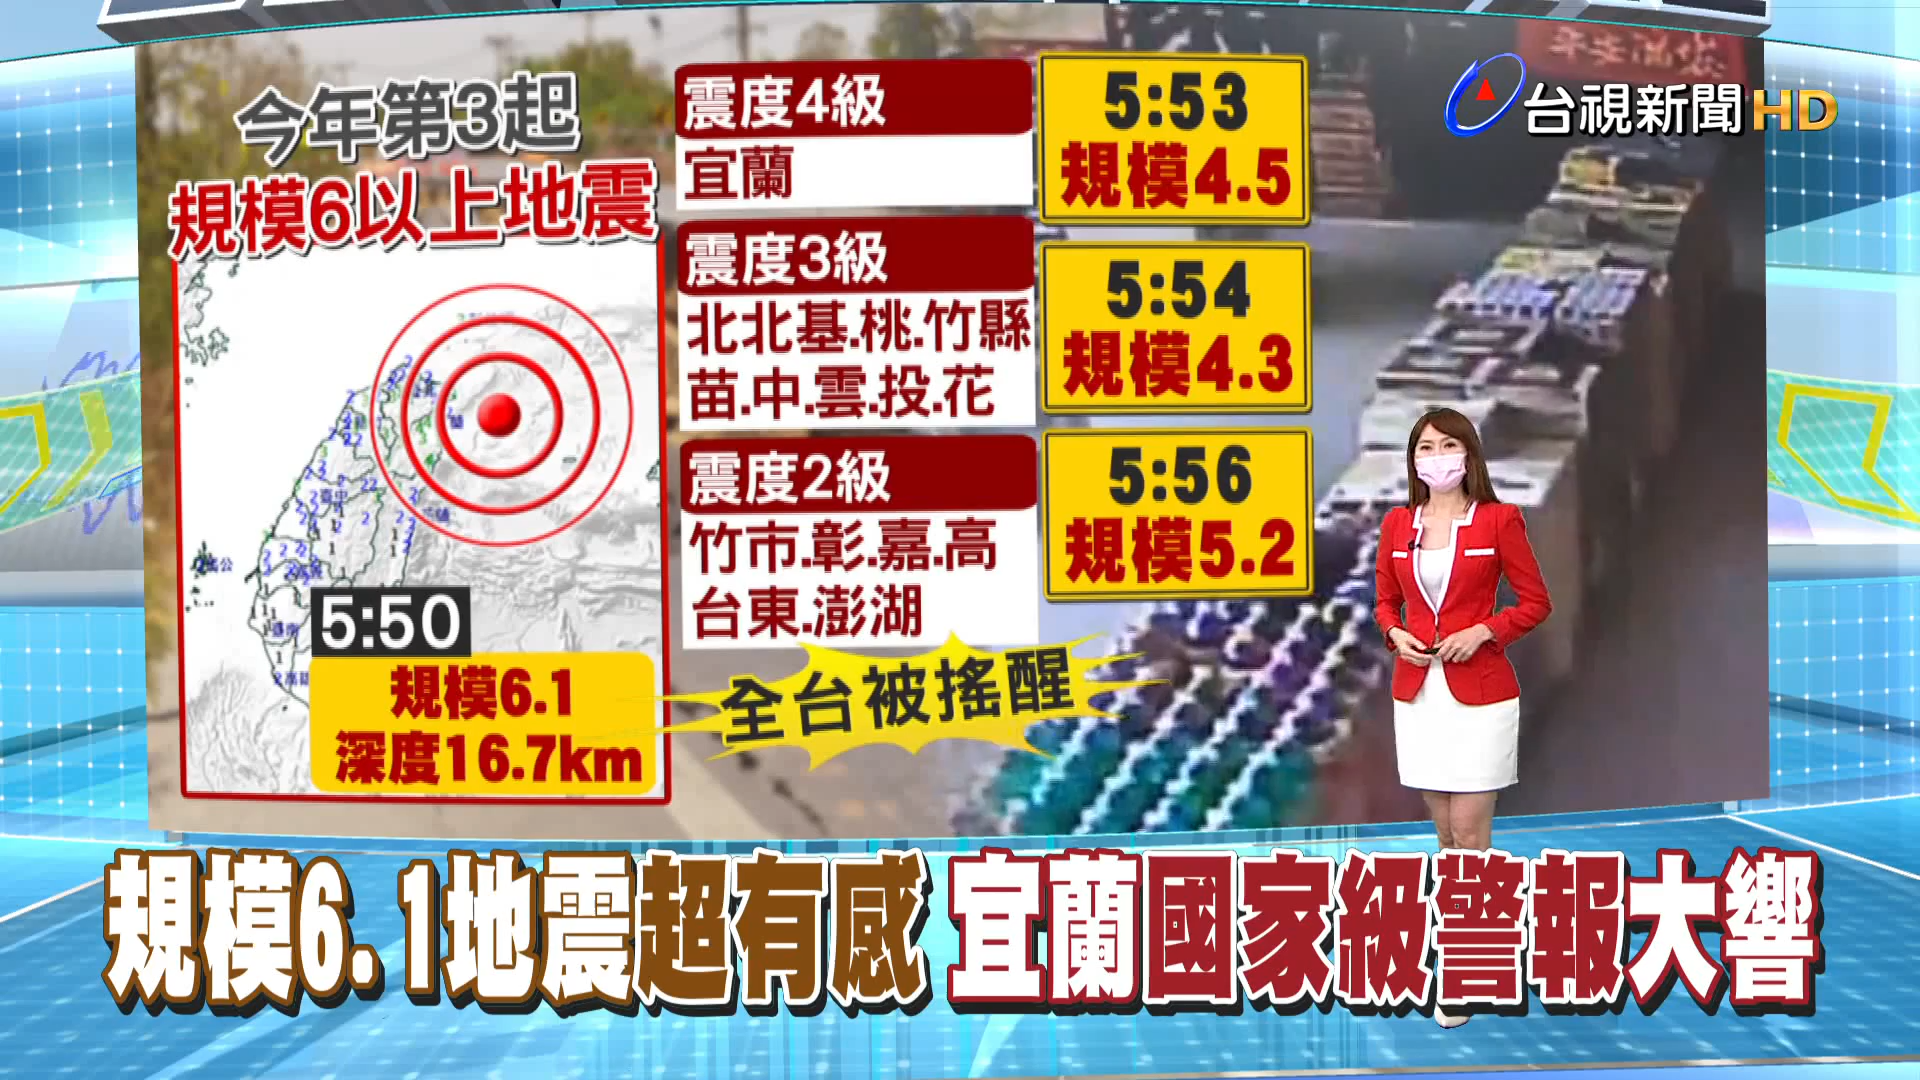 今年第3起
規模6以上地震
5:50
規模6.1
深度16.7km
震度4級
宜蘭
震度3級
北北基.桃.竹縣
苗.中.雲.投.花
震度2級
竹市.彰.嘉.高
台東.澎湖
全台被搖醒
5:53
規模4.5
5:54
規模4.3
5:56
規模5.2
台視新聞HD
規模6.1地震超有感 宜蘭國家級警報大響